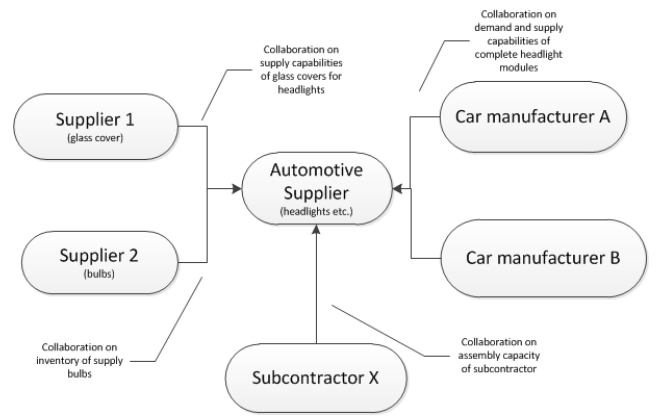 Collaboration on
supply capabilities
of glass covers for
headlights
Collaboration on
demand and supply
capabilities of
complete headlight
modules
Supplier 1
(glass cover)
Car manufacturer A
Automotive
Supplier
(headlights etc.)
Supplier 2
(bulbs)
Car manufacturer B
Collaboration on
inventory of supply
bulbs
Collaboration on
assembly capacity
of subcontractor
Subcontractor X